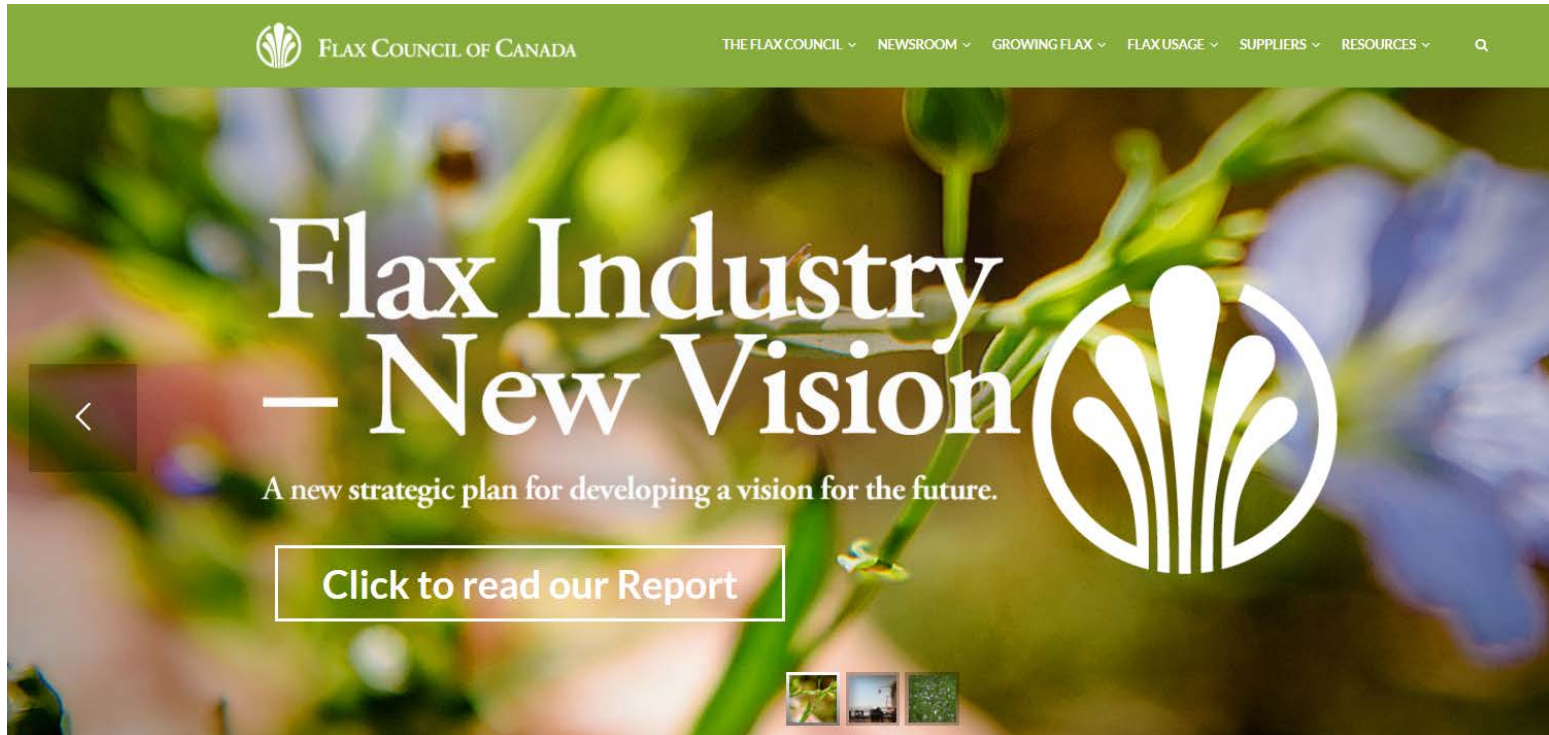 FLAX COUNCIL OF CANADA
THE FLAX COUNCIL
NEWSROOM
GROWING FLAX
FLAX USAGE
SUPPLIERS
RESOURCES
Flax Industry
– New Vision
A new strategic plan for developing a vision for the future.
Click to read our Report